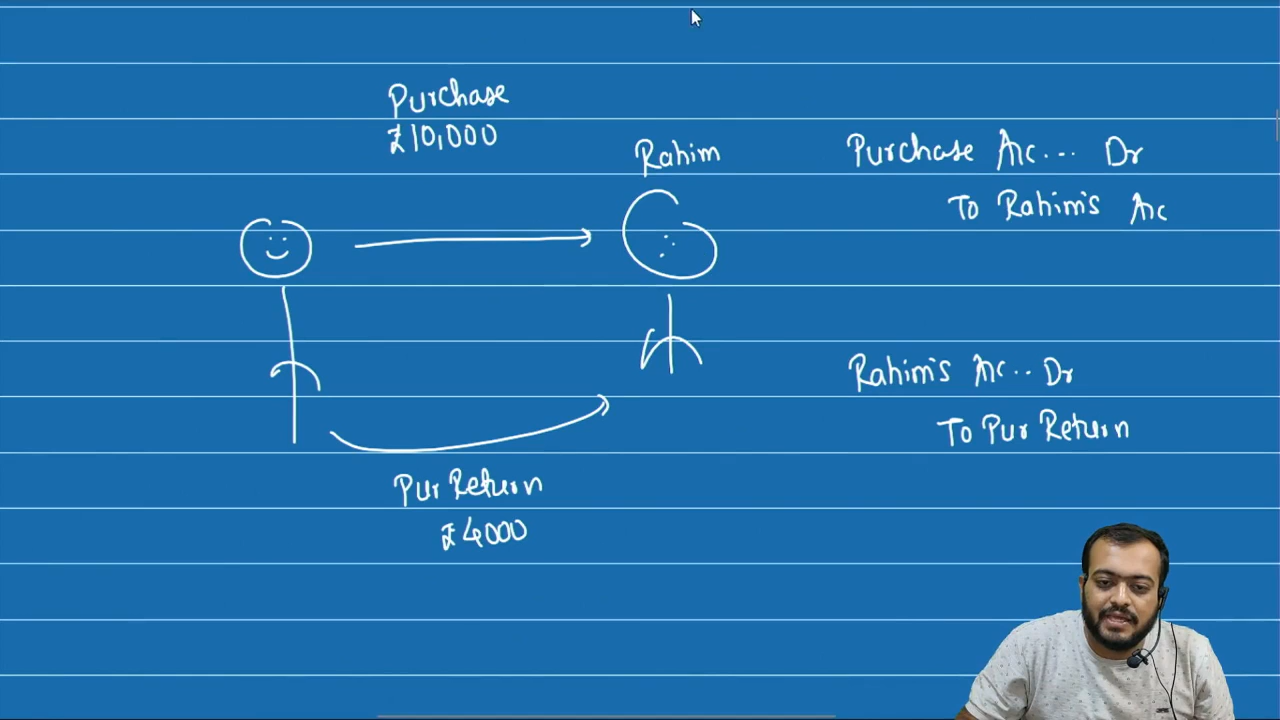 Purchase
₹10,000
Rahim
Purchase A/c... Dr
To Rahim's A/c
Rahim's A/c.. Dr
To Pur Return
Pur Return
₹4000